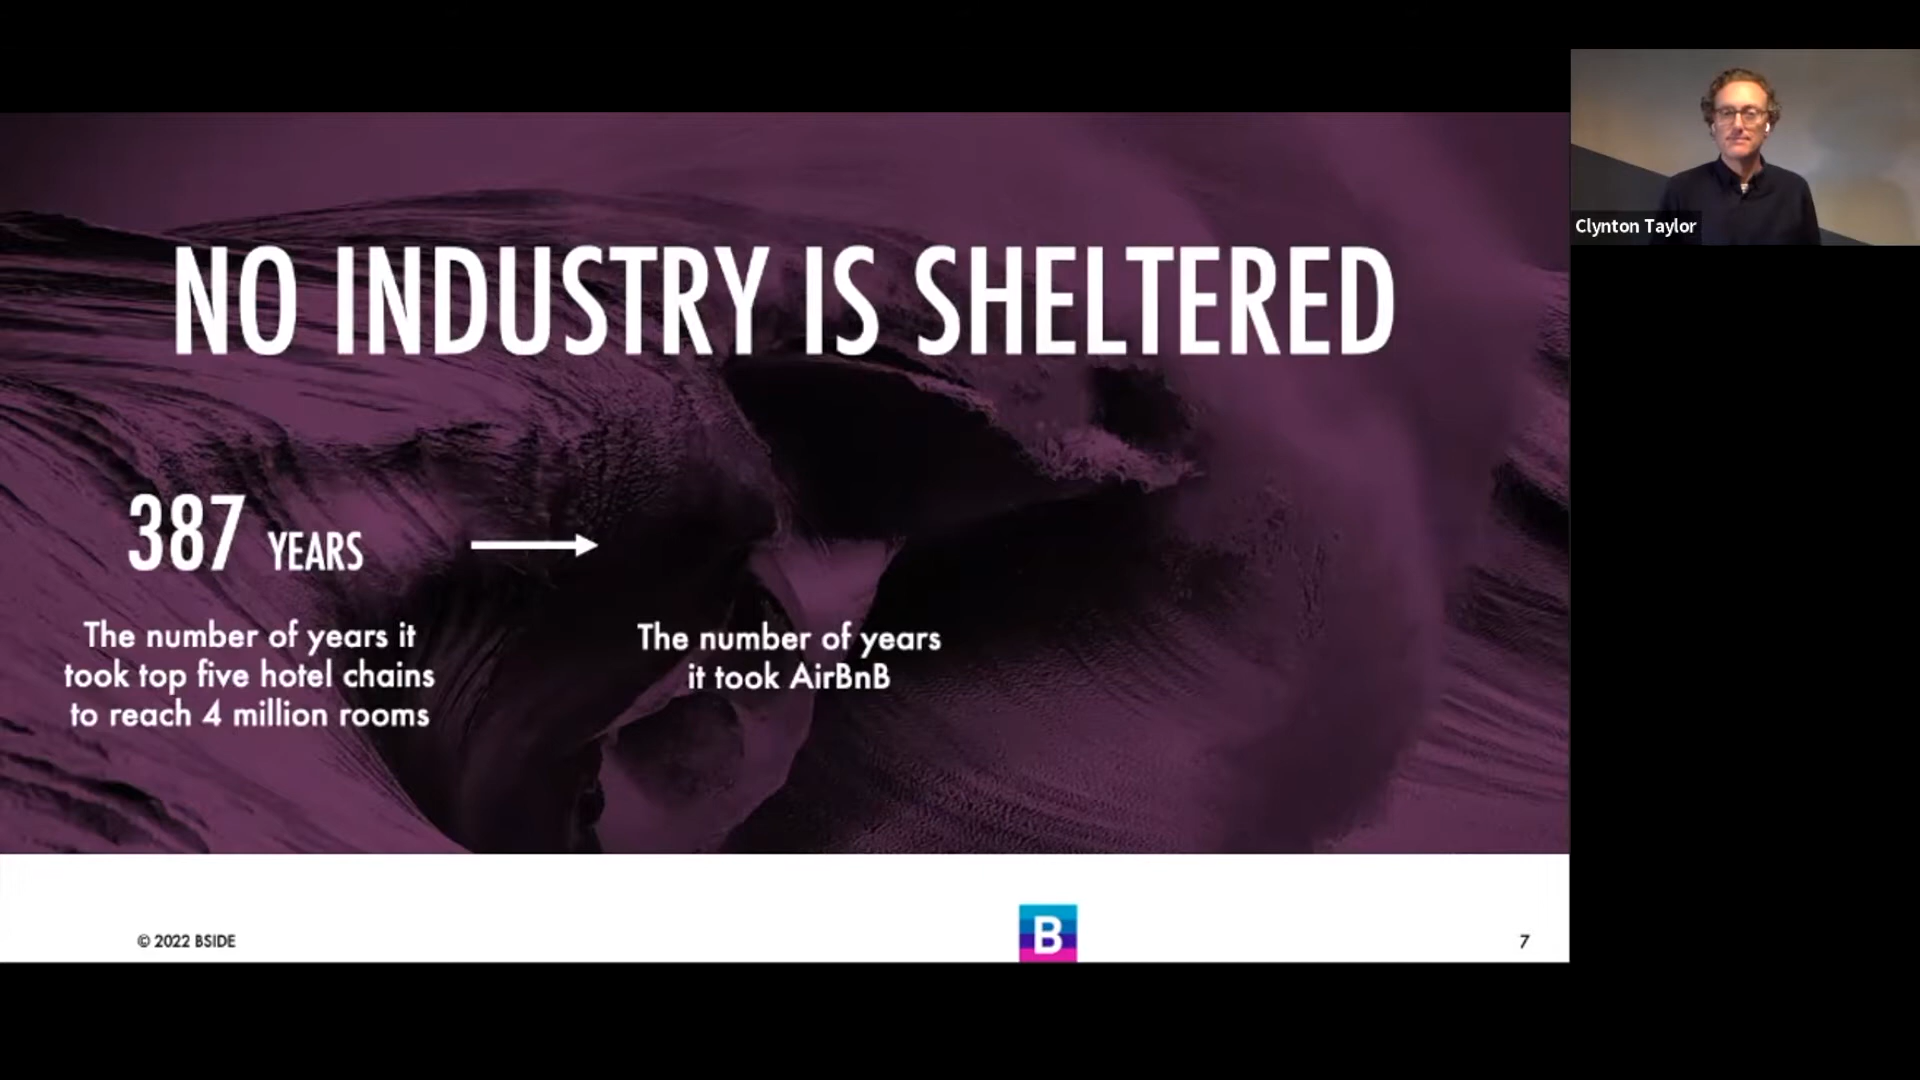 NO INDUSTRY IS SHELTERED
387 YEARS
The number of years it
took top five hotel chains
to reach 4 million rooms
The number of years
it took AirBnB
© 2022 BSIDE
B
7
Clynton Taylor